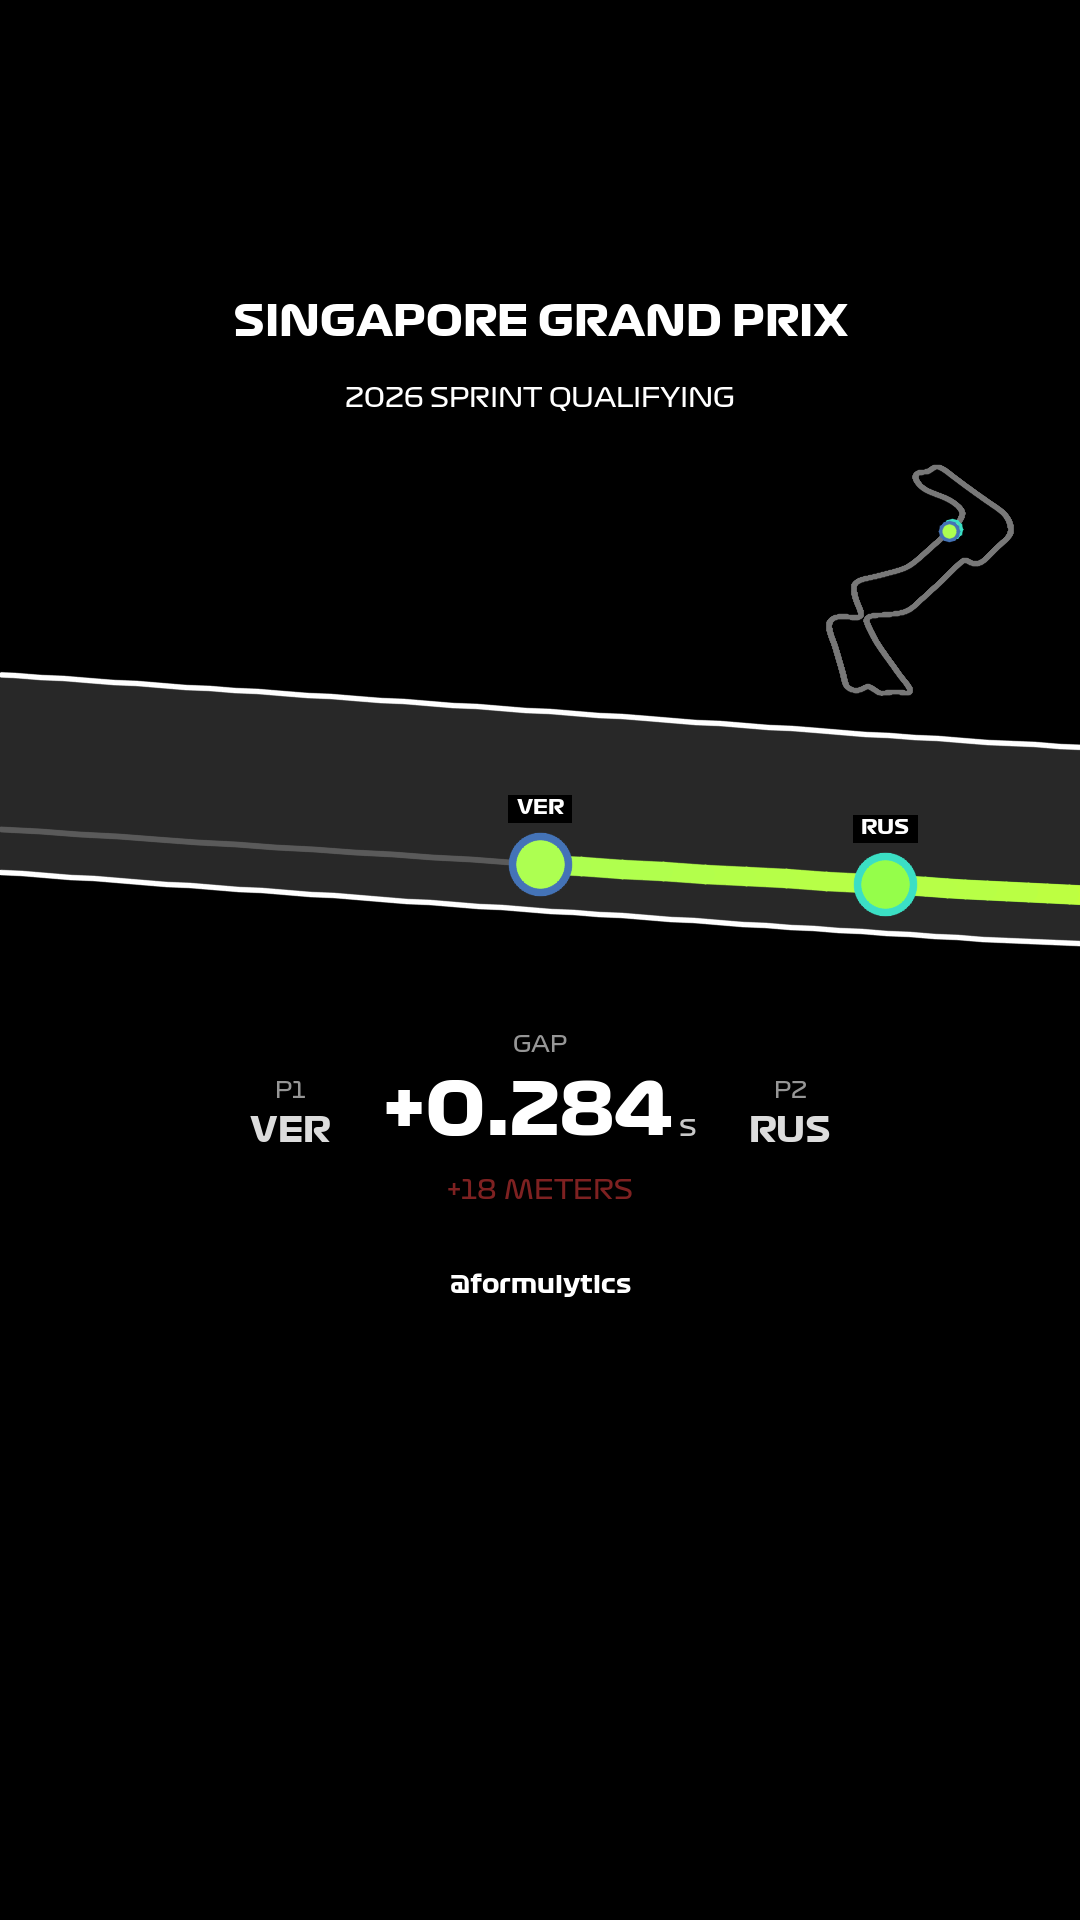 SINGAPORE GRAND PRIX
2026 SPRINT QUALIFYING
VER
RUS
GAP
P1
VER
+0.284 s
P2
RUS
+18 METERS
@formulytics